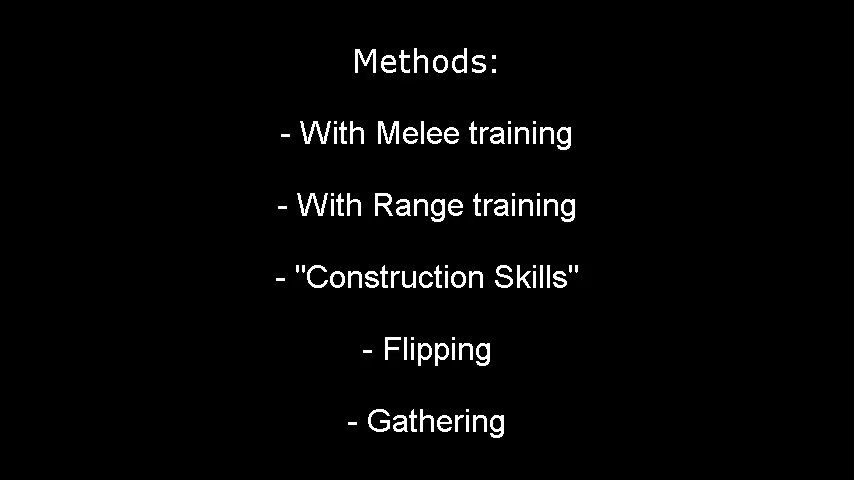 Methods:
- With Melee training
- With Range training
- "Construction Skills"
- Flipping
- Gathering